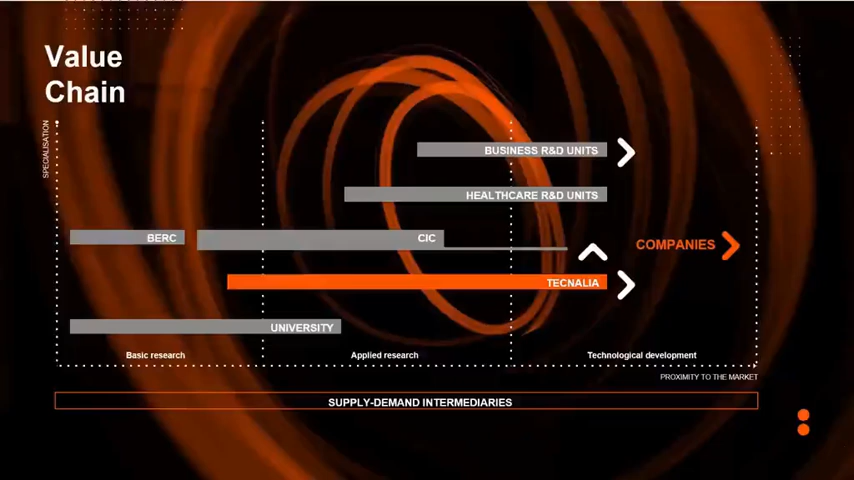 Value
Chain
SPECIALISATION
BUSINESS R&D UNITS
HEALTHCARE R&D UNITS
BERC
CIC
COMPANIES
TECNALIA
UNIVERSITY
Basic research
Applied research
Technological development
PROXIMITY TO THE MARKET
SUPPLY-DEMAND INTERMEDIARIES